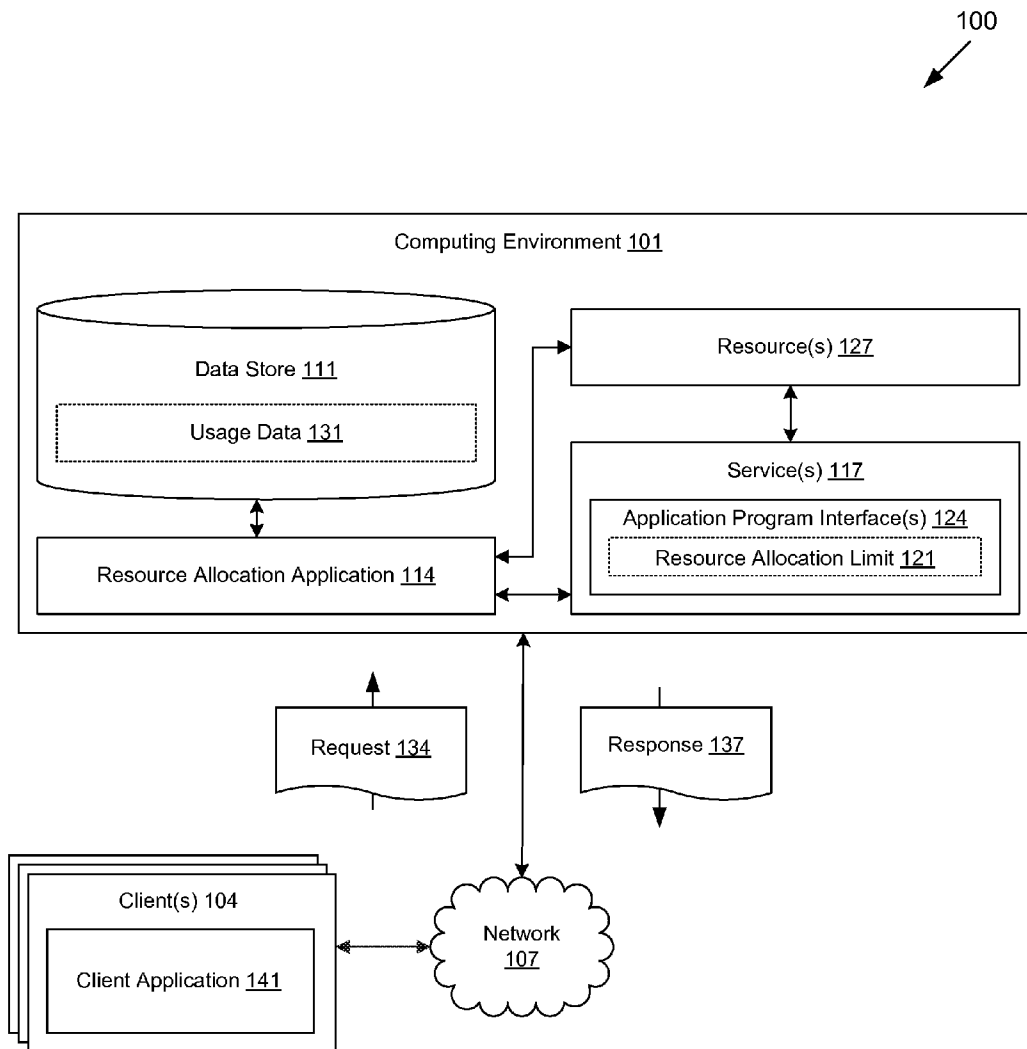 100
Computing Environment 101
Data Store 111
Usage Data 131
Resource(s) 127
Service(s) 117
Application Program Interface(s) 124
Resource Allocation Limit 121
Resource Allocation Application 114
Request 134
Response 137
Client(s) 104
Client Application 141
Network
107